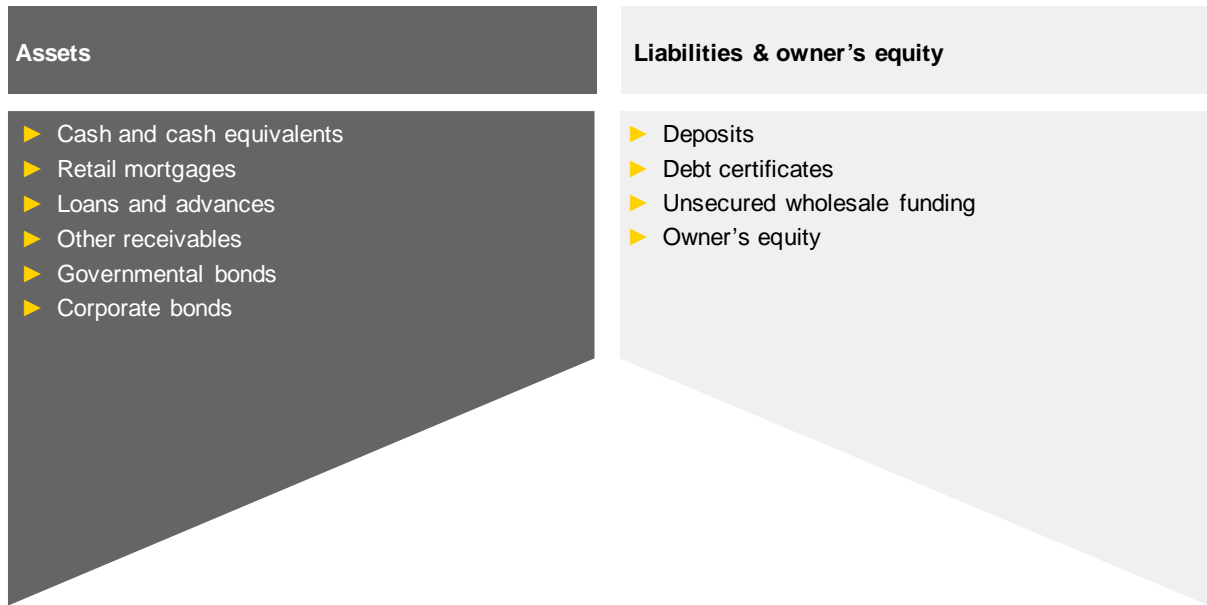 Assets
Cash and cash equivalents
Retail mortgages
Loans and advances
Other receivables
Governmental bonds
Corporate bonds
Liabilities & owner’s equity
Deposits
Debt certificates
Unsecured wholesale funding
Owner’s equity